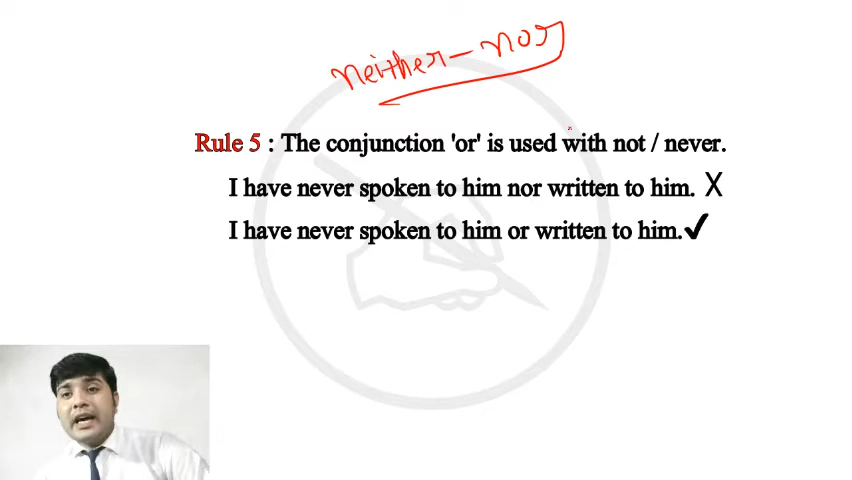 neither - nor
Rule 5 : The conjunction 'or' is used with not / never.
I have never spoken to him nor written to him. X
I have never spoken to him or written to him.✔